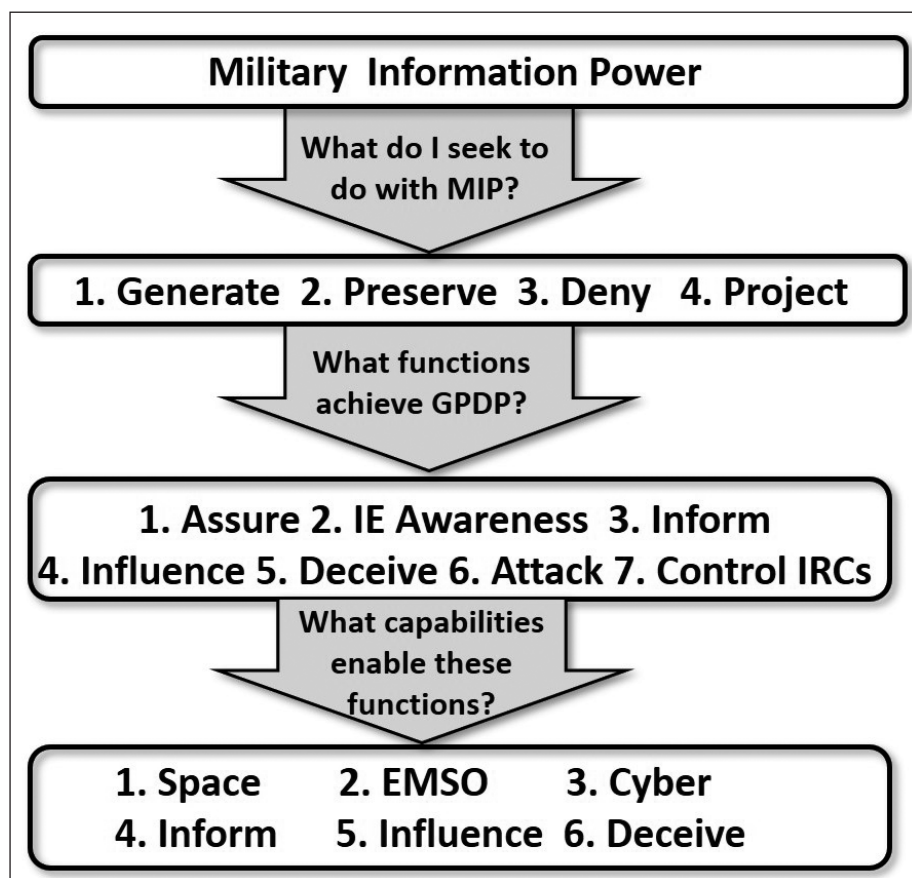 Military Information Power
What do I seek to
do with MIP?
1. Generate 2. Preserve 3. Deny 4. Project
What functions
achieve GPDP?
1. Assure 2. IE Awareness 3. Inform
4. Influence 5. Deceive 6. Attack 7. Control IRCs
What capabilities
enable these
functions?
1. Space 2. EMSO 3. Cyber
4. Inform 5. Influence 6. Deceive